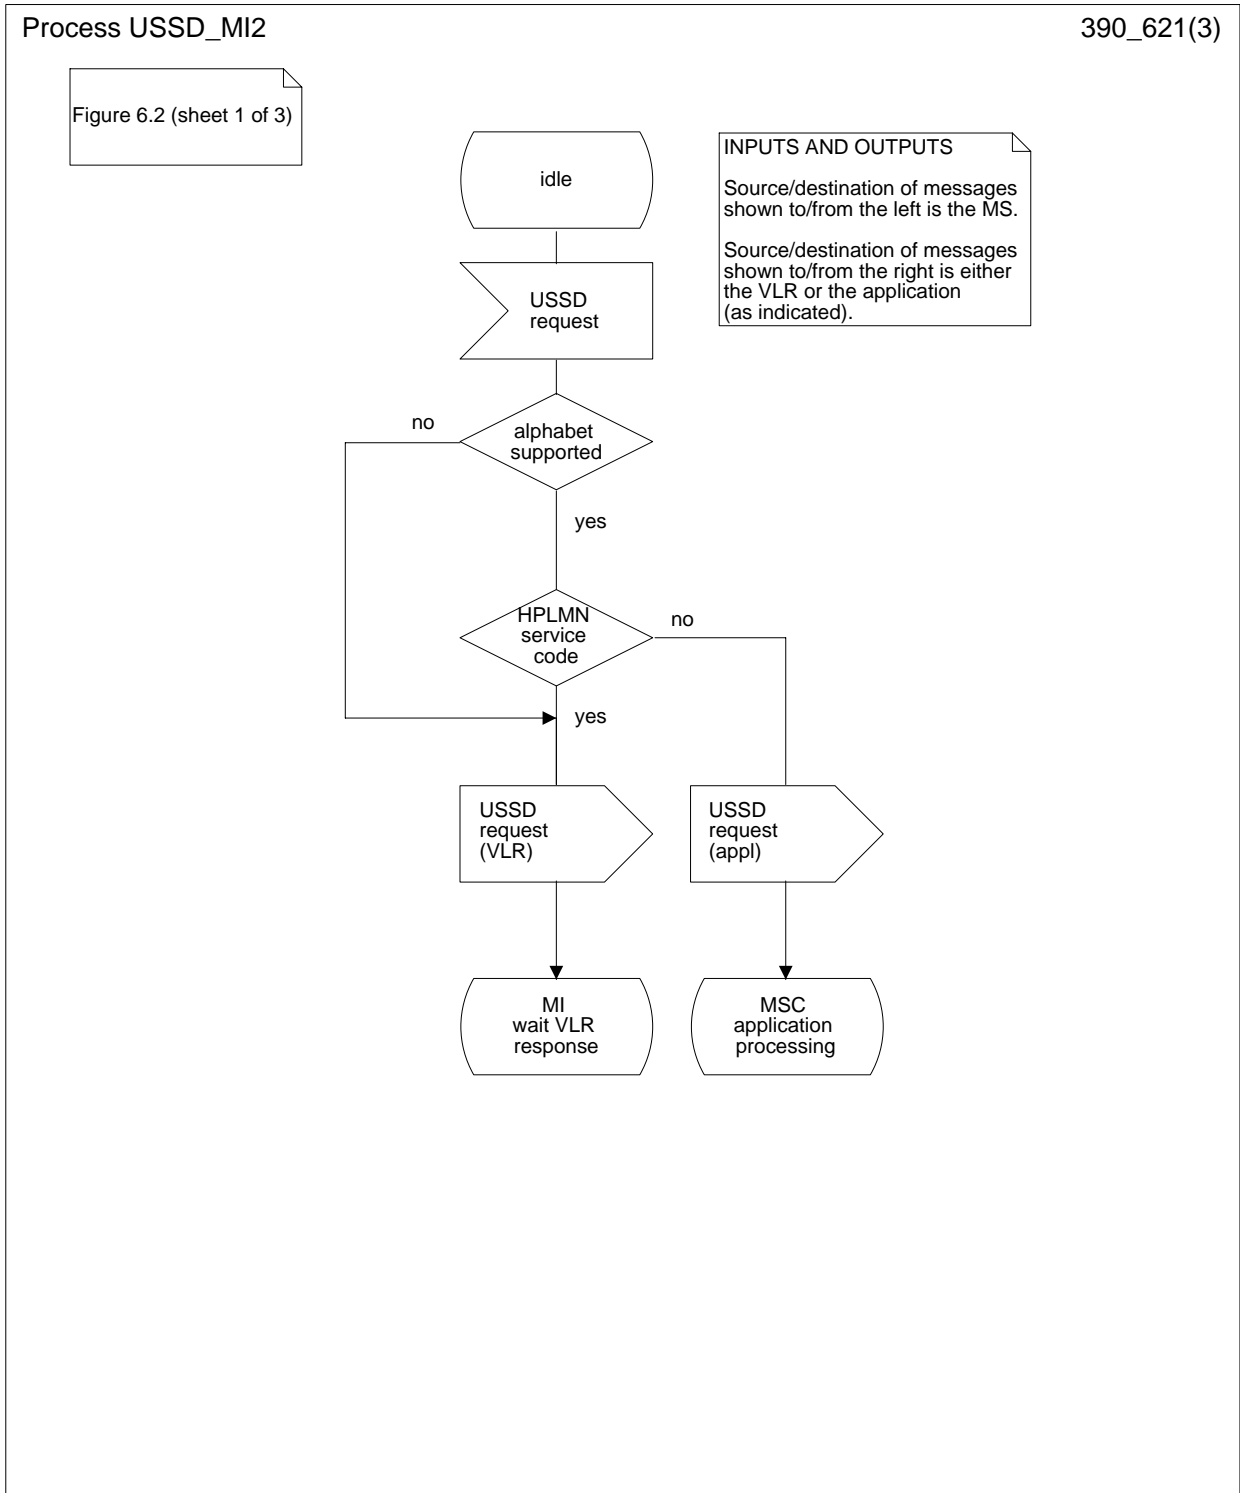 Process USSD_MI2
390_621(3)
Figure 6.2 (sheet 1 of 3)
idle
INPUTS AND OUTPUTS
Source/destination of messages
shown to/from the left is the MS.
Source/destination of messages
shown to/from the right is either
the VLR or the application
(as indicated).
USSD
request
no
alphabet
supported
yes
HPLMN
service
code
no
yes
USSD
request
(VLR)
USSD
request
(appl)
MI
wait VLR
response
MSC
application
processing